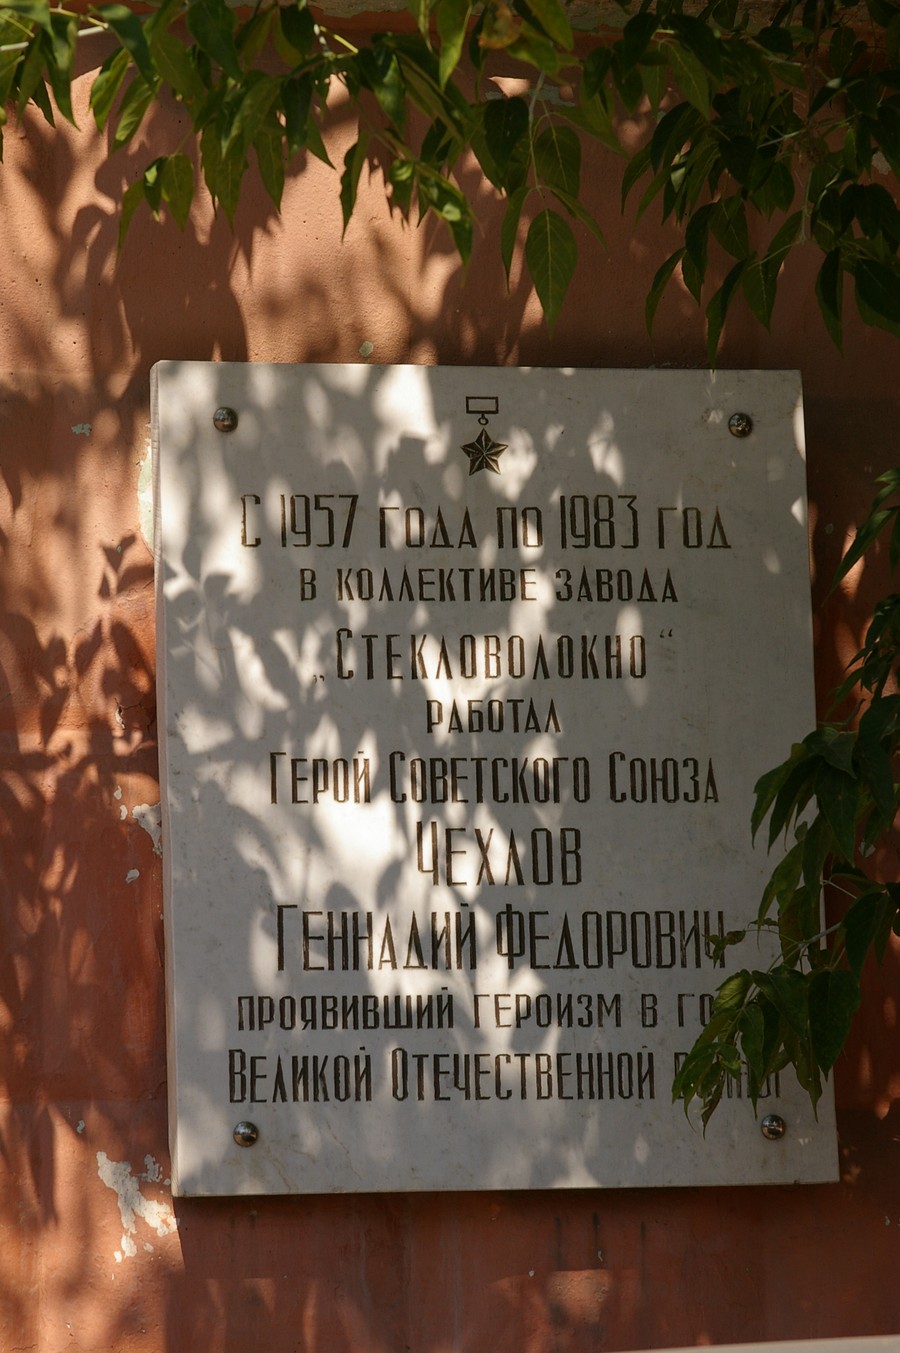 С 1957 ГОДА ПО 1983 ГОД
В КОЛЛЕКТИВЕ ЗАВОДА
„СТЕКЛОВОЛОКНО“
РАБОТАЛ
ГЕРОЙ СОВЕТСКОГО СОЮЗА
ЧЕХЛОВ
ГЕННАДИЙ ФЕДОРОВИЧ
ПРОЯВИВШИЙ ГЕРОИЗМ В
ВЕЛИКОЙ ОТЕЧЕСТВЕННОЙ